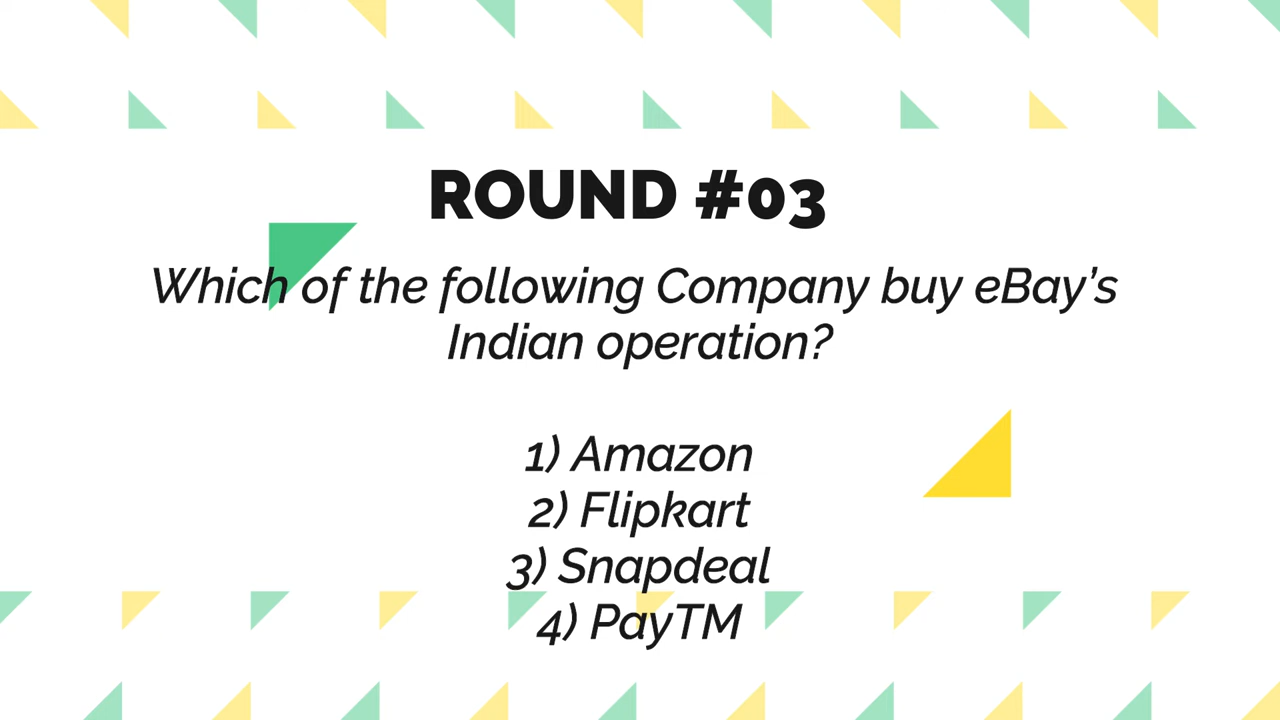 ROUND #03
Which of the following Company buy eBay’s
Indian operation?
1) Amazon
2) Flipkart
3) Snapdeal
4) PayTM